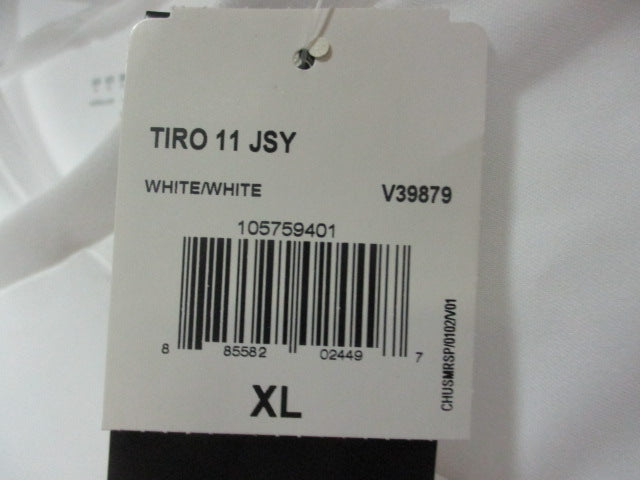 TIRO 11 JSY
WHITE/WHITE V39879
105759401
8 85582 02449 7
XL
CHUSMRSP/0102/V01